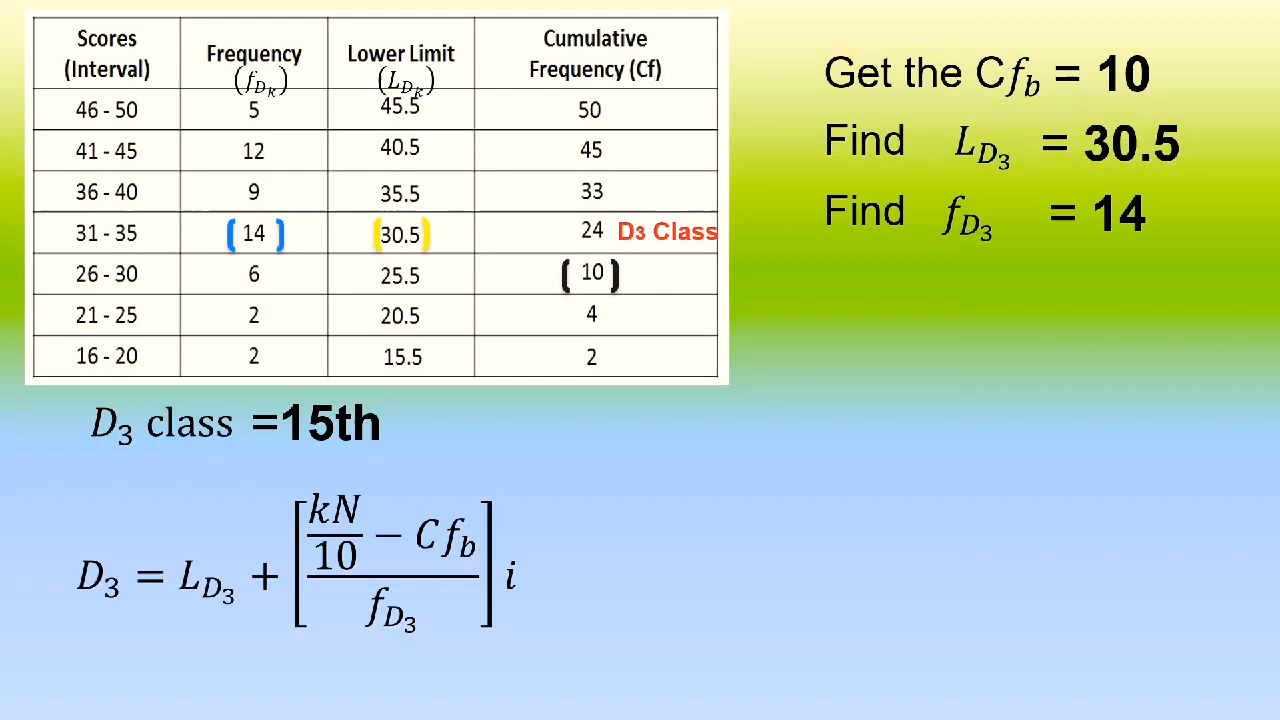 Scores (Interval) Frequency (f_{D_K}) Lower Limit (L_{D_K}) Cumulative Frequency (Cf)
46 - 50 5 45.5 50
41 - 45 12 40.5 45
36 - 40 9 35.5 33
31 - 35 (14) (30.5) 24 D3 Class
26 - 30 6 25.5 (10)
21 - 25 2 20.5 4
16 - 20 2 15.5 2
Get the Cf_b = 10
Find L_{D_3} = 30.5
Find f_{D_3} = 14
D_3 class =15th
D_3 = L_{D_3} + [(kN/10 − Cf_b)/f_{D_3}] i